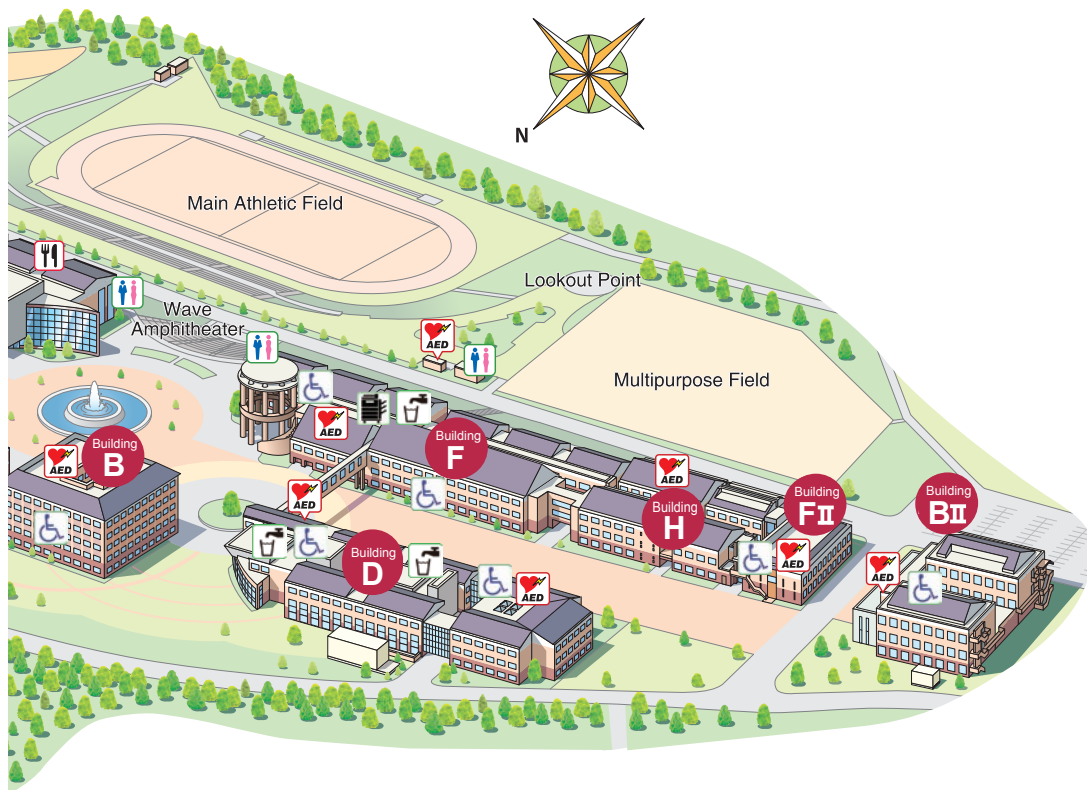 N
Main Athletic Field
Lookout Point
Wave
Amphitheater
AED
Multipurpose Field
AED
Building
B
AED
Building
F
AED
Building
H
Building
FⅡ
Building
BⅡ
AED
AED
AED
Building
D
AED